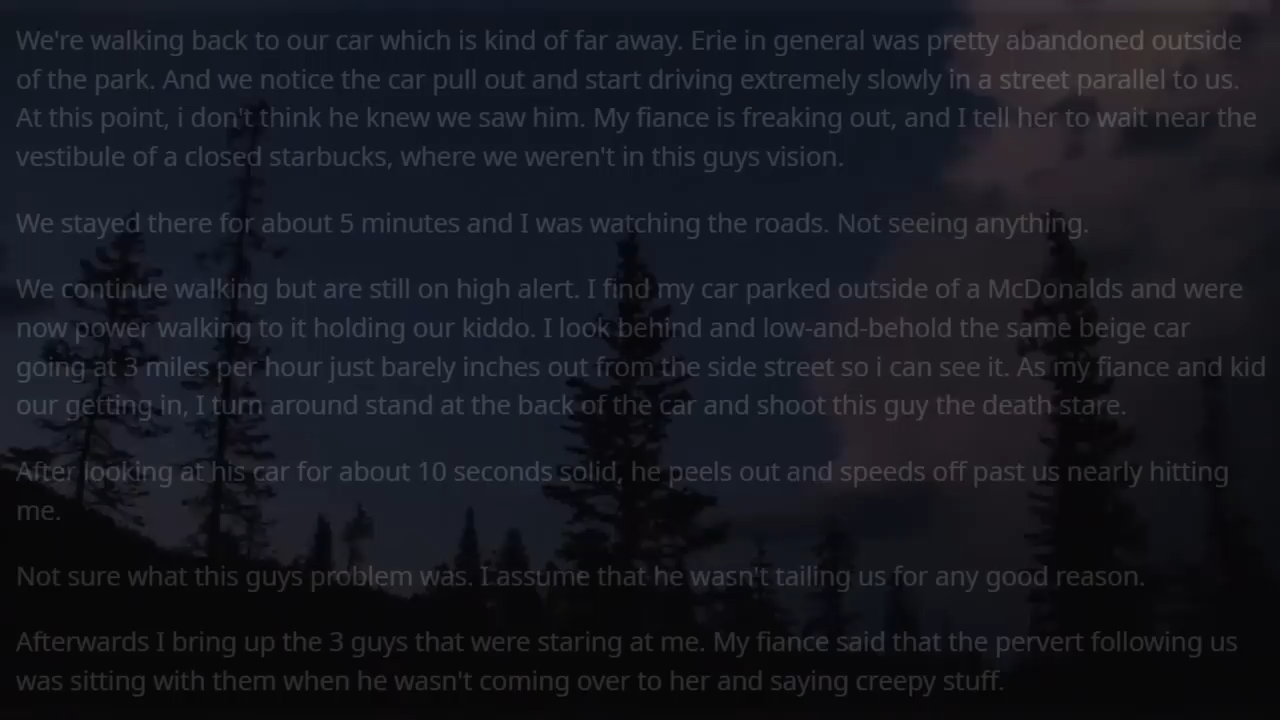 We're walking back to our car which is kind of far away. Erie in general was pretty abandoned outside
of the park. And we notice the car pull out and start driving extremely slowly in a street parallel to us.
At this point, i don't think he knew we saw him. My fiance is freaking out, and I tell her to wait near the
vestibule of a closed starbucks, where we weren't in this guys vision.
We stayed there for about 5 minutes and I was watching the roads. Not seeing anything.
We continue walking but are still on high alert. I find my car parked outside of a McDonalds and were
now power walking to it holding our kiddo. I look behind and low-and-behold the same beige car
going at 3 miles per hour just barely inches out from the side street so i can see it. As my fiance and kid
our getting in, I turn around stand at the back of the car and shoot this guy the death stare.
After looking at his car for about 10 seconds solid, he peels out and speeds off past us nearly hitting
me.
Not sure what this guys problem was. I assume that he wasn't tailing us for any good reason.
Afterwards I bring up the 3 guys that were staring at me. My fiance said that the pervert following us
was sitting with them when he wasn't coming over to her and saying creepy stuff.